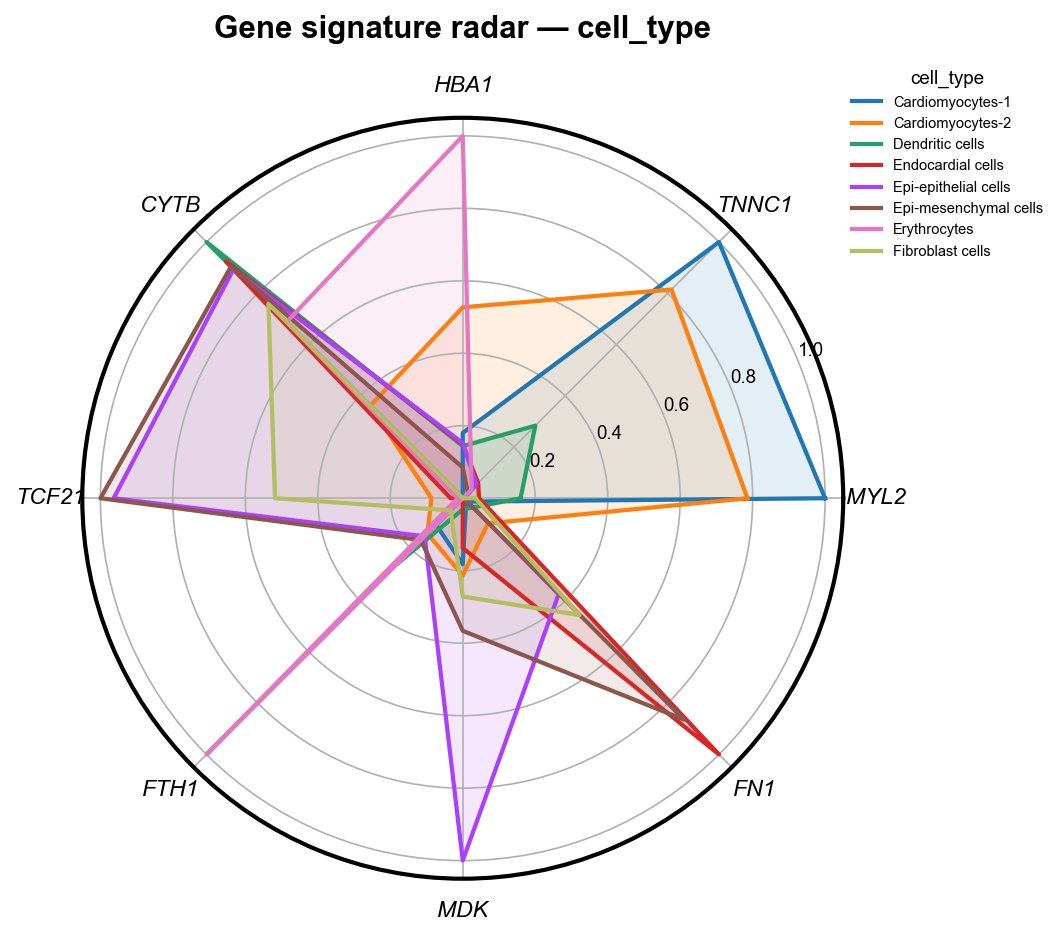 Gene signature radar — cell_type
HBA1
cell_type
Cardiomyocytes-1
Cardiomyocytes-2
Dendritic cells
Endocardial cells
Epi-epithelial cells
Epi-mesenchymal cells
Erythrocytes
Fibroblast cells
CYTB
TNNC1
1.0
0.8
0.6
0.4
0.2
TCF21
MYL2
FTH1
FN1
MDK